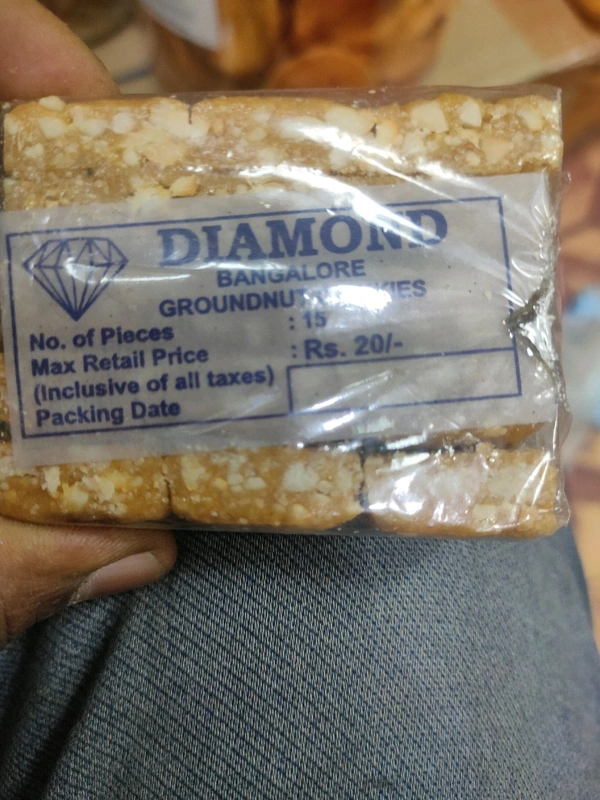 DIAMOND
BANGALORE
GROUNDNUT
No. of Pieces : 15
Max Retail Price : Rs. 20/-
(Inclusive of all taxes)
Packing Date